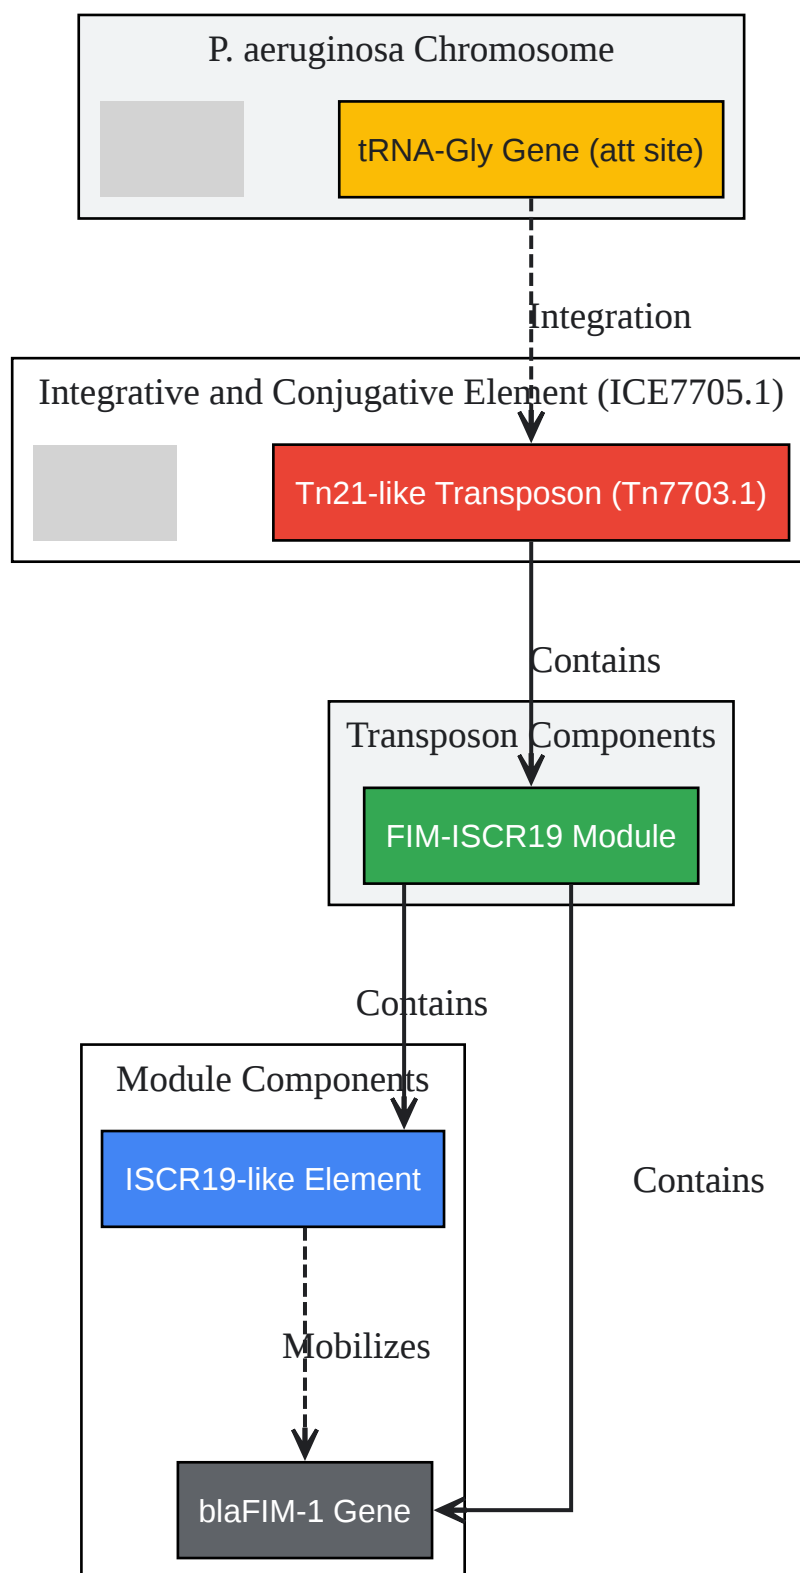 P. aeruginosa Chromosome
tRNA-Gly Gene (att site)
Integration
Integrative and Conjugative Element (ICE7705.1)
Tn21-like Transposon (Tn7703.1)
Contains
Transposon Components
FIM-ISCR19 Module
Contains
Module Components
ISCR19-like Element
Contains
Mobilizes
blaFIM-1 Gene